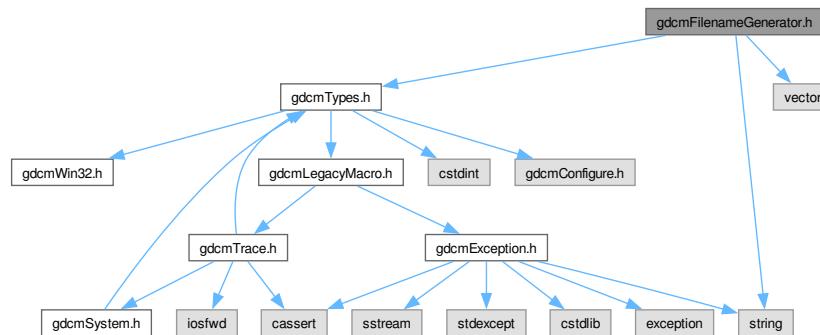 gdcmFilenameGenerator.h
gdcmTypes.h
vector
gdcmWin32.h
gdcmLegacyMacro.h
cstdint
gdcmConfigure.h
gdcmTrace.h
gdcmException.h
gdcmSystem.h
iosfwd
cassert
sstream
stdexcept
cstdlib
exception
string